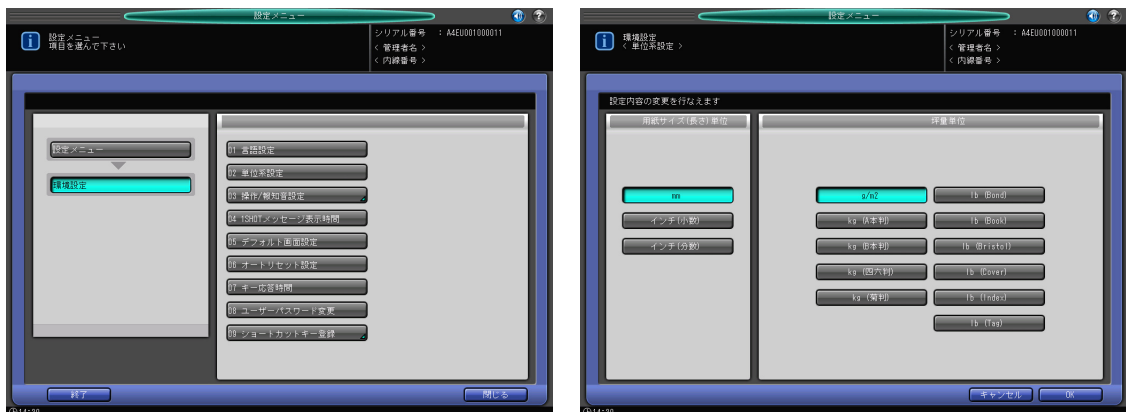 設定メニュー
設定メニュー
項目を選んで下さい
シリアル番号 : A4EU001000011
< 管理者名 >
< 内線番号 >
設定メニュー
環境設定
01 言語設定
02 単位系設定
03 操作/報知音設定
04 1SHOTメッセージ表示時間
05 デフォルト画面設定
06 オートリセット設定
07 キー応答時間
08 ユーザーパスワード変更
09 ショートカットキー登録
終了
閉じる
14:20
設定メニュー
環境設定
< 単位系設定 >
シリアル番号 : A4EU001000011
< 管理者名 >
< 内線番号 >
設定内容の変更を行なえます
用紙サイズ(長さ)単位
坪量単位
mm
g/m2
lb (Bond)
インチ(小数)
kg (A本判)
lb (Book)
インチ(分数)
kg (B本判)
lb (Bristol)
kg (四六判)
lb (Cover)
kg (菊判)
lb (Index)
lb (Tag)
キャンセル
OK